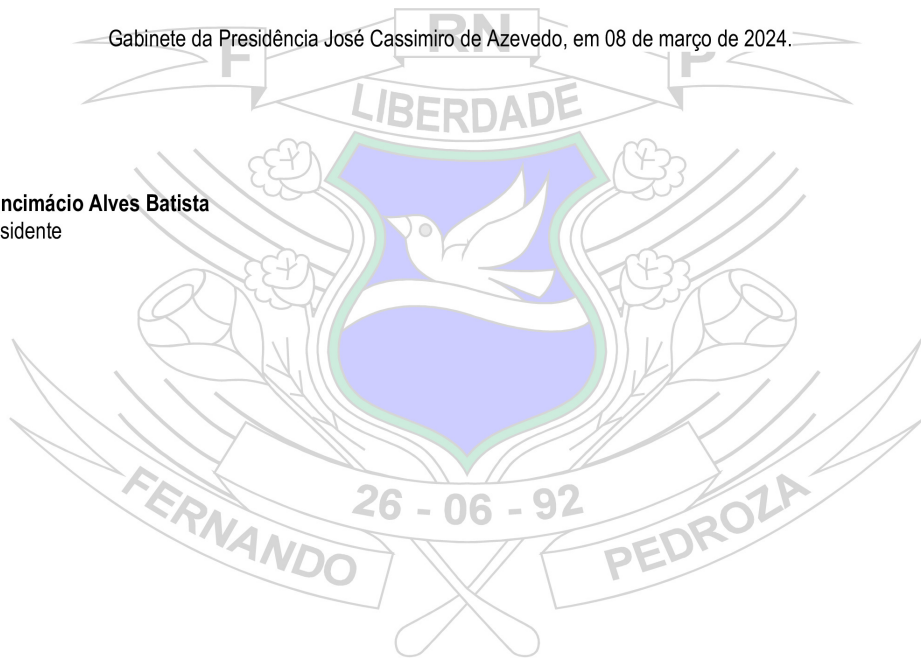 Gabinete da Presidência José Cassimiro de Azevedo, em 08 de março de 2024.
F RN P
LIBERDADE
ncimácio Alves Batista
sidente
26 - 06 - 92
FERNANDO PEDROZA